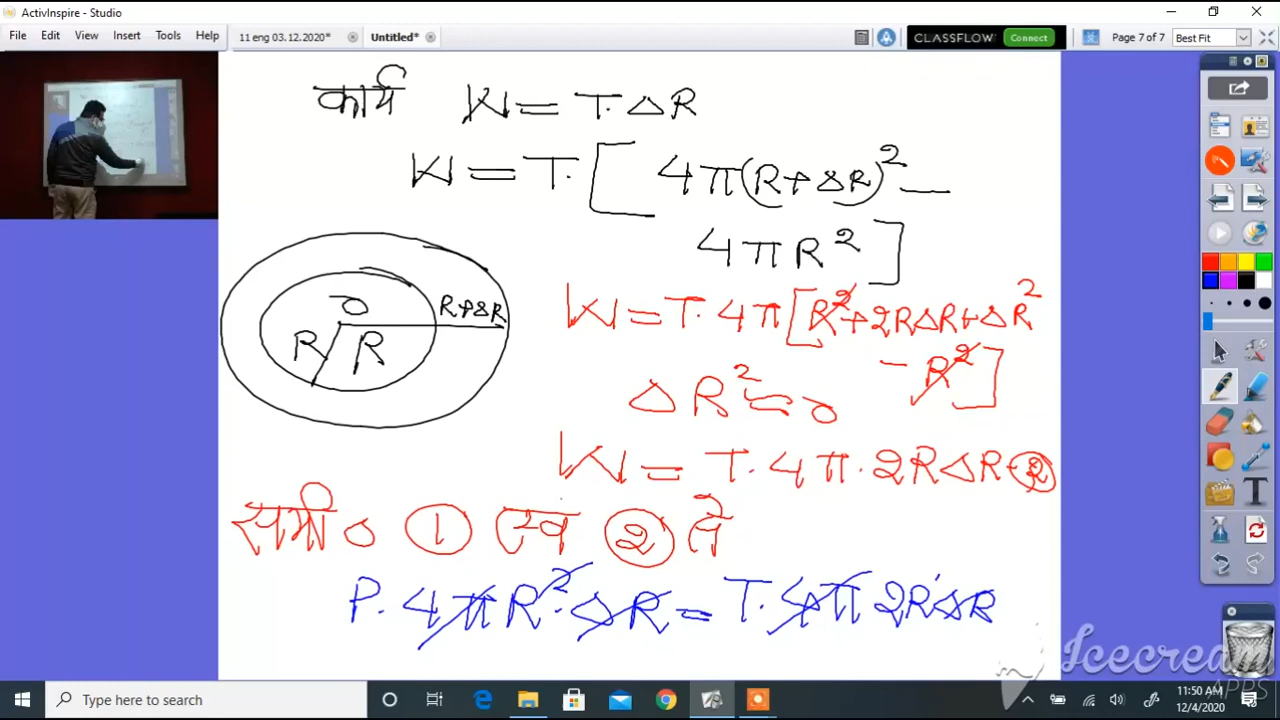 ActivInspire - Studio
File Edit View Insert Tools Help 11 eng 03.12.2020* Untitled* CLASSFLOW Connect Page 7 of 7 Best Fit
कार्य W = T. ΔR
W = T. [ 4π(R+ΔR)² —
4πR² ]
O R R R+ΔR
W = T. 4π [R² + 2RΔR + ΔR²
- R²]
ΔR² ≈ 0
W = T. 4π. 2RΔR - ②
समी० ① एवं ② से
P. 4πR². ΔR = T. 4π 2RΔR
Icecream
APPS
Type here to search
11:50 AM
12/4/2020